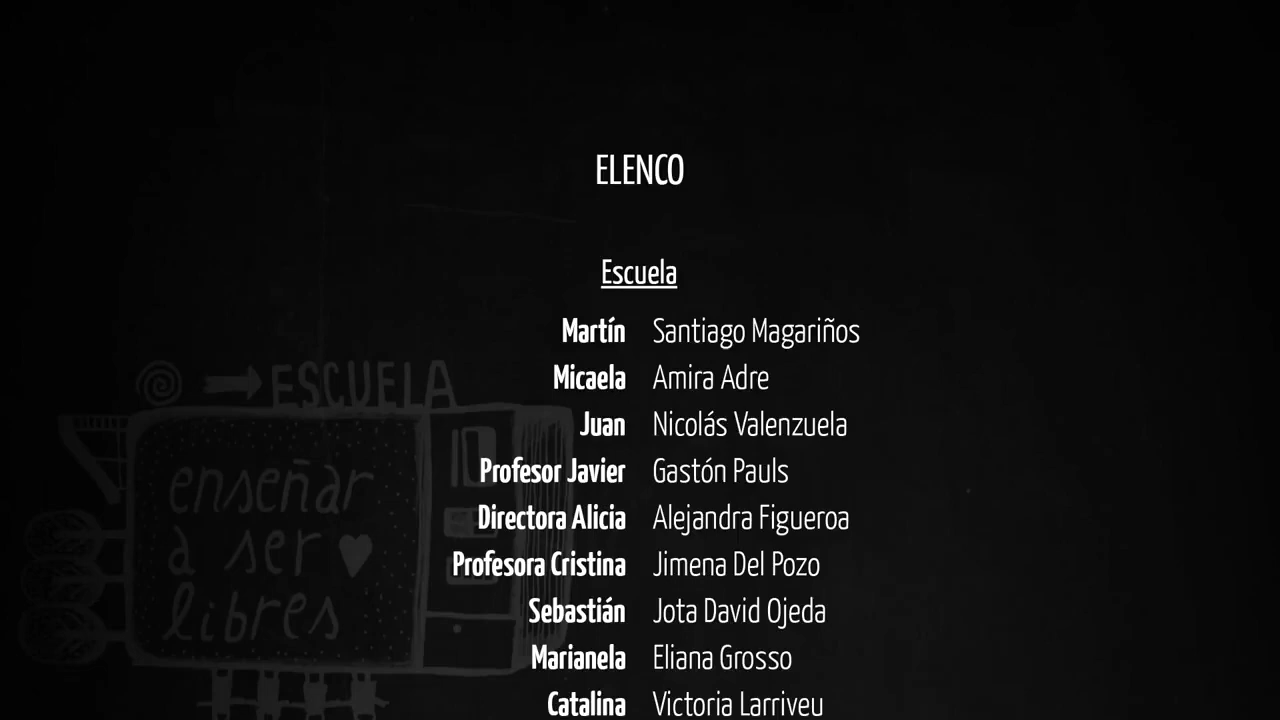 ELENCO
Escuela
Martín Santiago Magariños
Micaela Amira Adre
Juan Nicolás Valenzuela
Profesor Javier Gastón Pauls
Directora Alicia Alejandra Figueroa
Profesora Cristina Jimena Del Pozo
Sebastián Jota David Ojeda
Marianela Eliana Grosso
Catalina Victoria Larriveu
ESCUELA
enseñar
a ser
libres